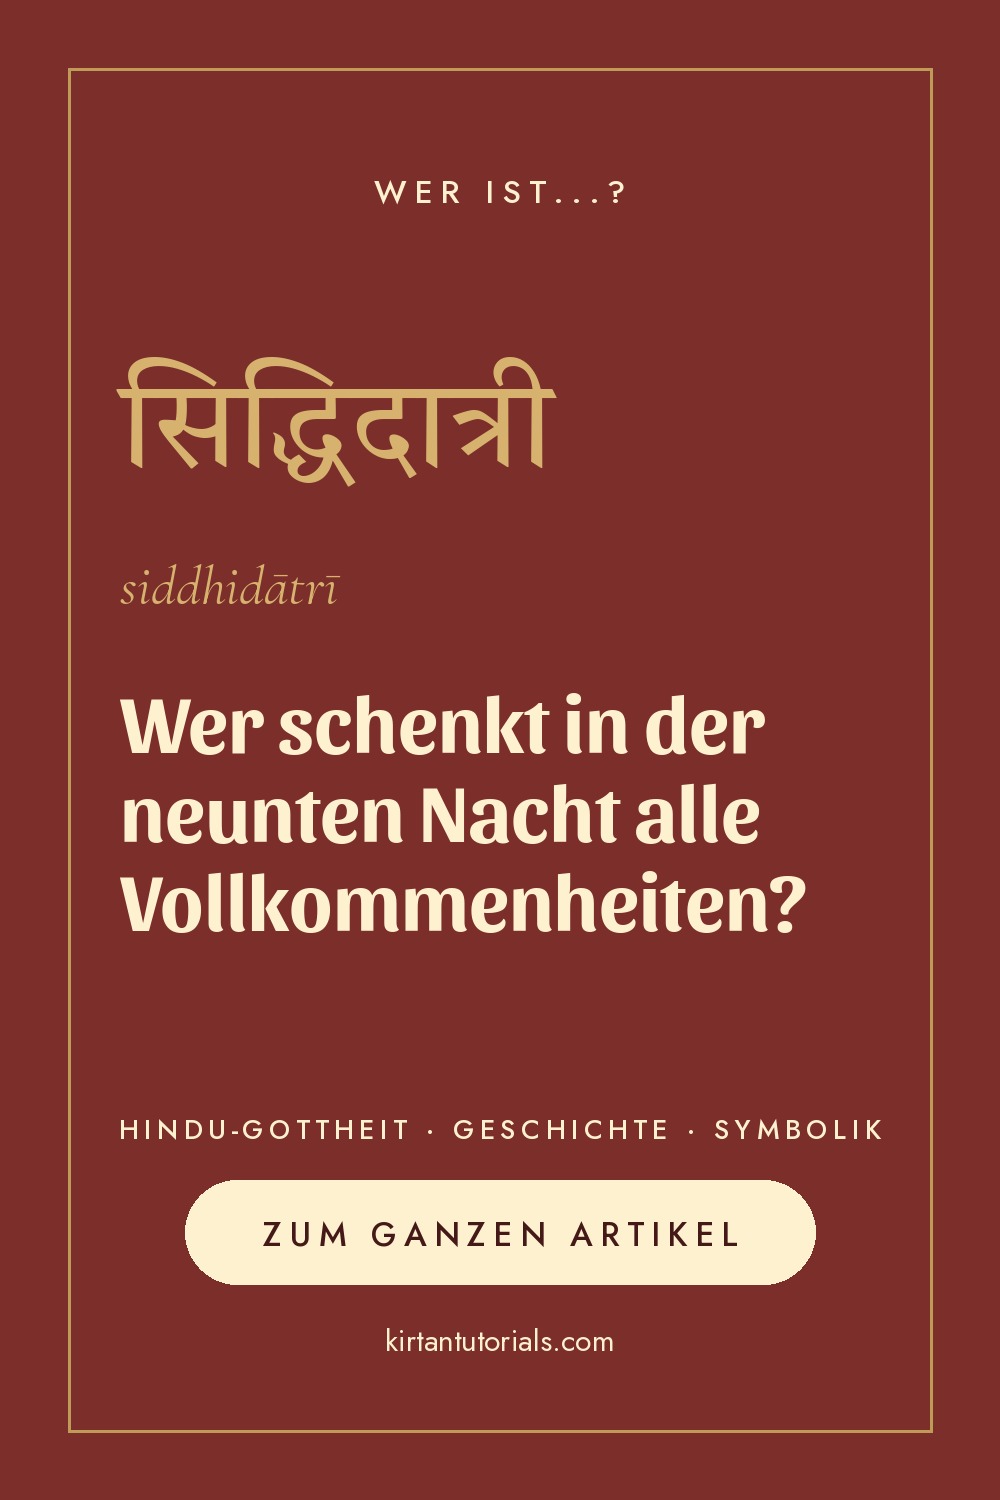 WER IST...?
सिद्धिदात्री
siddhidātrī
Wer schenkt in der
neunten Nacht alle
Vollkommenheiten?
HINDU-GOTTHEIT · GESCHICHTE · SYMBOLIK
ZUM GANZEN ARTIKEL
kirtantutorials.com